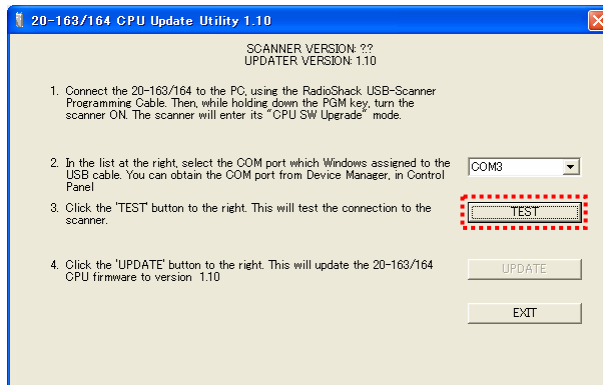 20-163/164 CPU Update Utility 1.10
SCANNER VERSION: ??
UPDATER VERSION: 1.10
1. Connect the 20-163/164 to the PC, using the RadioShack USB-Scanner
Programming Cable. Then, while holding down the PGM key, turn the
scanner ON. The scanner will enter its "CPU SW Upgrade" mode.
2. In the list at the right, select the COM port which Windows assigned to the
USB cable. You can obtain the COM port from Device Manager, in Control
Panel
COM3
3. Click the 'TEST' button to the right. This will test the connection to the
scanner.
TEST
4. Click the 'UPDATE' button to the right. This will update the 20-163/164
CPU firmware to version 1.10
UPDATE
EXIT